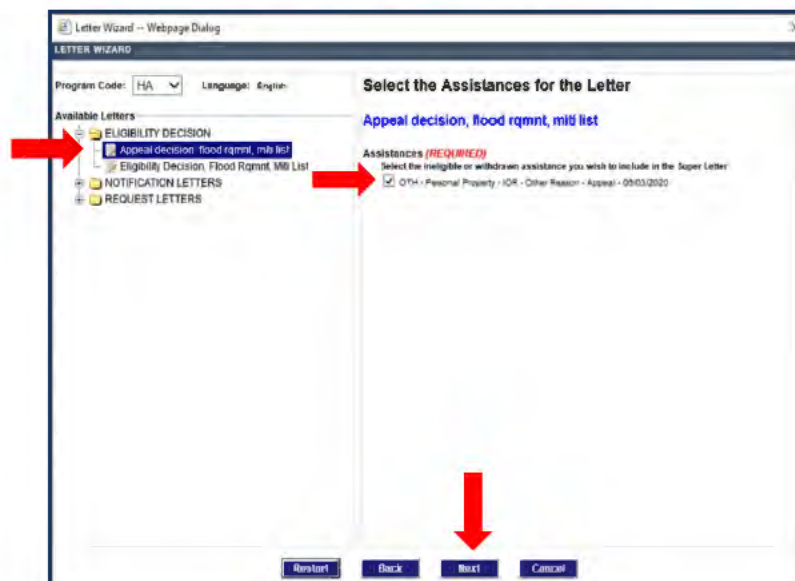 Letter Wizard -- Webpage Dialog
LETTER WIZARD
Program Code: HA Language: English
Available Letters
ELIGIBILITY DECISION
Appeal decision, flood rqmnt, miti list
Eligibility Decision, Flood Rqmnt, Miti List
NOTIFICATION LETTERS
REQUEST LETTERS
Select the Assistances for the Letter
Appeal decision, flood rqmnt, miti list
Assistances (REQUIRED)
Select the ineligible or withdrawn assistance you wish to include in the Super Letter
OTH - Personal Property - IOR - Other Reason - Appeal - 05/03/2020
Restart Back Next Cancel